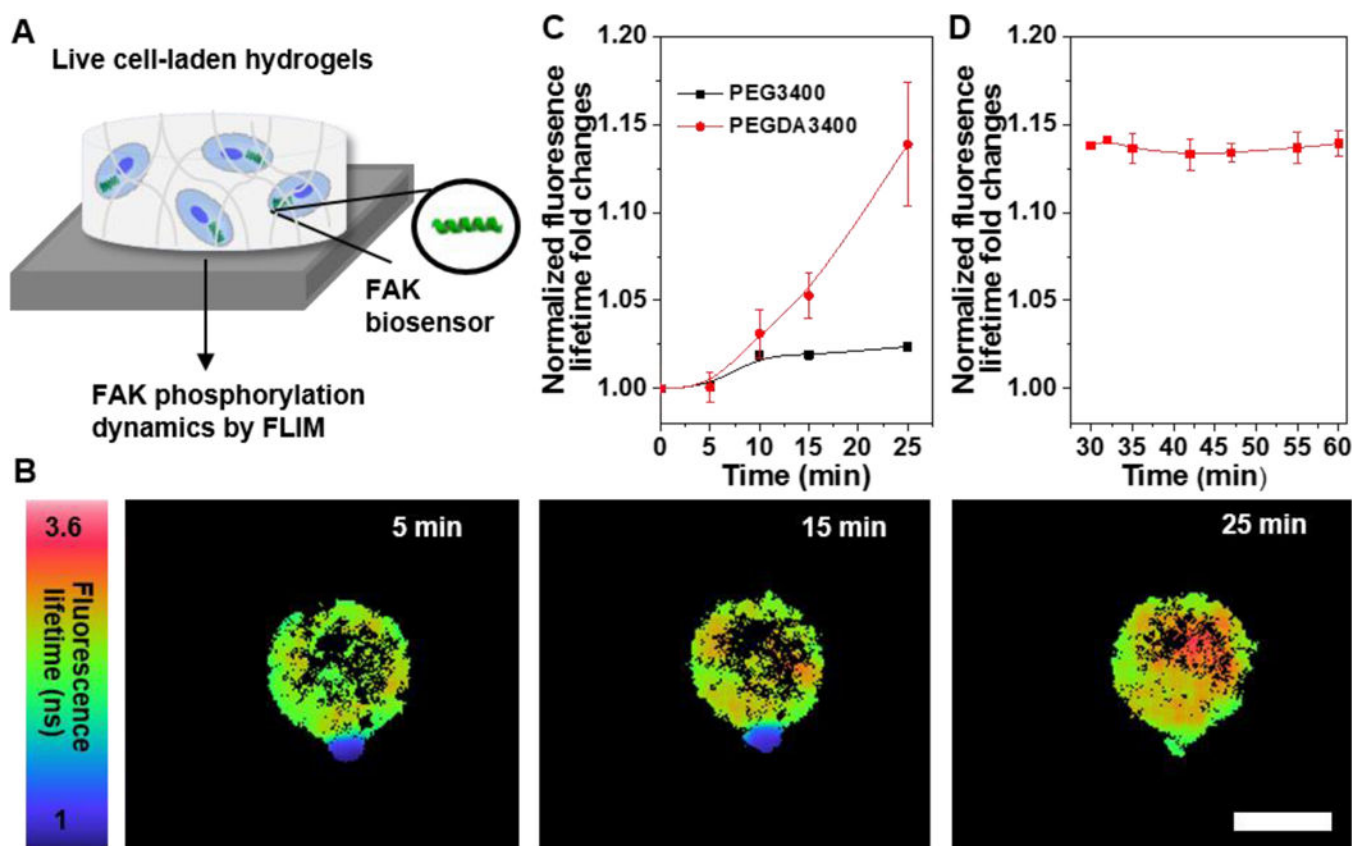 A
Live cell-laden hydrogels
FAK
biosensor
FAK phosphorylation
dynamics by FLIM
C
Normalized fluoresence
lifetime fold changes
1.20
1.15
1.10
1.05
1.00
PEG3400
PEGDA3400
0 5 10 15 20 25
Time (min)
D
Normalized fluoresence
lifetime fold changes
1.20
1.15
1.10
1.05
1.00
30 35 40 45 50 55 60
Time (min)
B
3.6
Fluorescence
lifetime (ns)
1
5 min
15 min
25 min